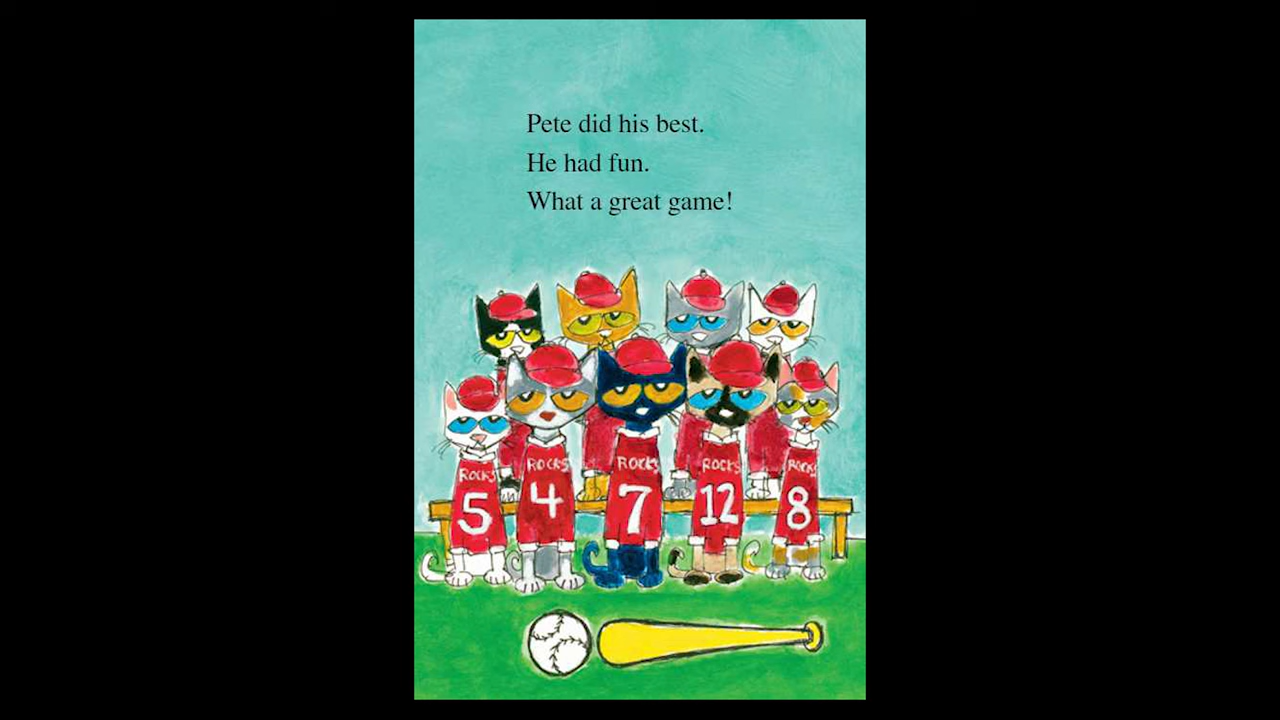 Pete did his best.
He had fun.
What a great game!
ROCKS ROCKS ROCKS ROCKS ROCKS
5 4 7 12 8